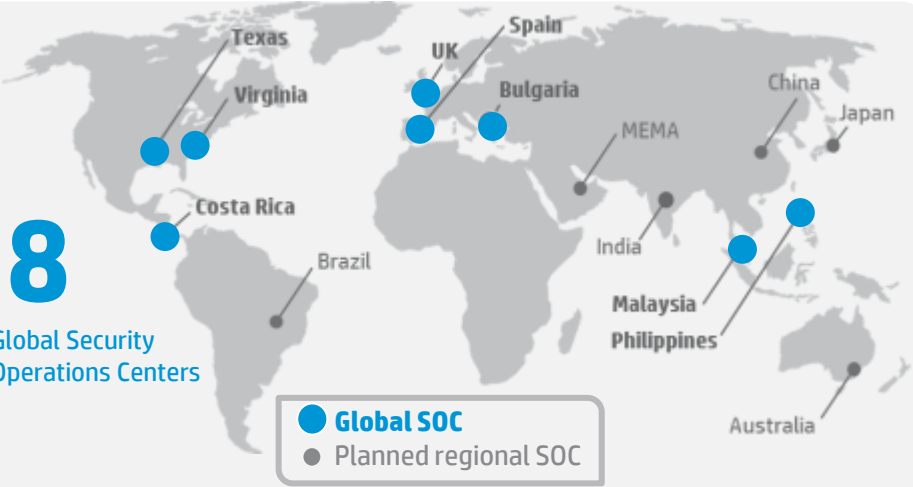 Texas
Spain
UK
Virginia
Bulgaria
China
Japan
MEMA
Costa Rica
India
Brazil
8
Malaysia
Philippines
Global Security
Operations Centers
Global SOC
Planned regional SOC
Australia